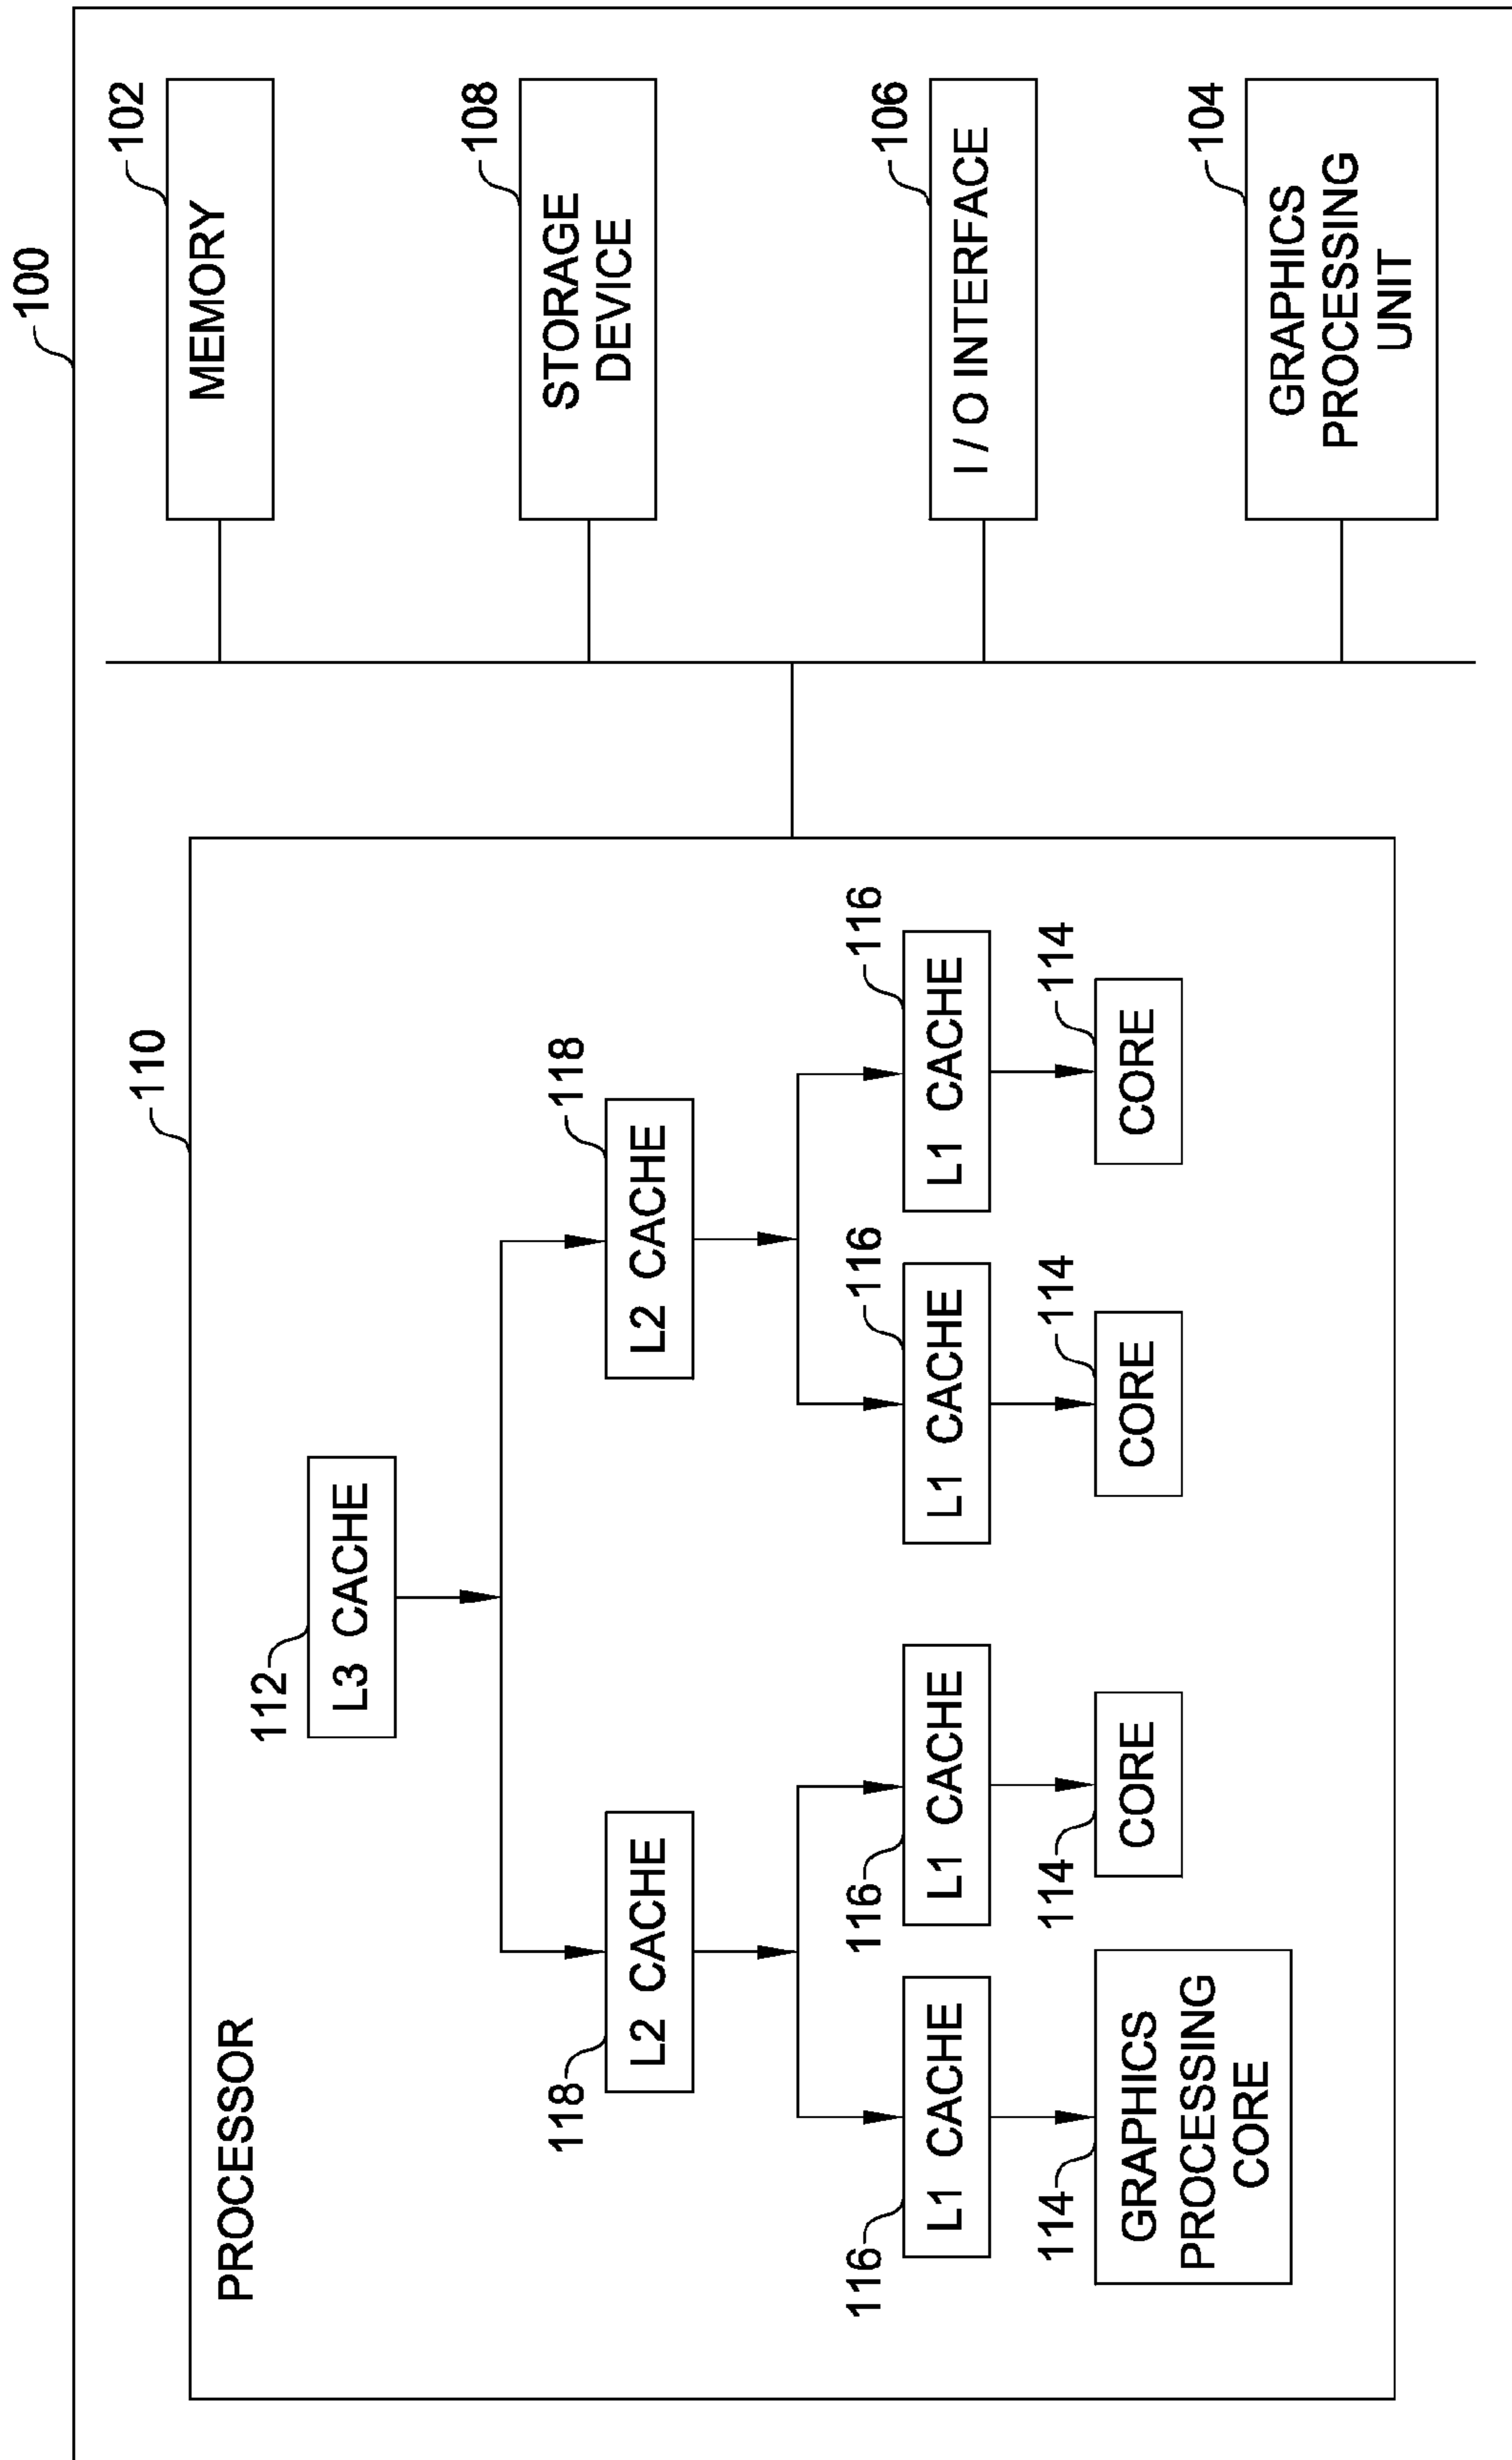 100
110
PROCESSOR
112
L3 CACHE
118
L2 CACHE
118
L2 CACHE
116
L1 CACHE
116
L1 CACHE
116
L1 CACHE
116
L1 CACHE
114
GRAPHICS
PROCESSING
CORE
114
CORE
114
CORE
114
CORE
102
MEMORY
108
STORAGE
DEVICE
106
I / O INTERFACE
104
GRAPHICS
PROCESSING
UNIT